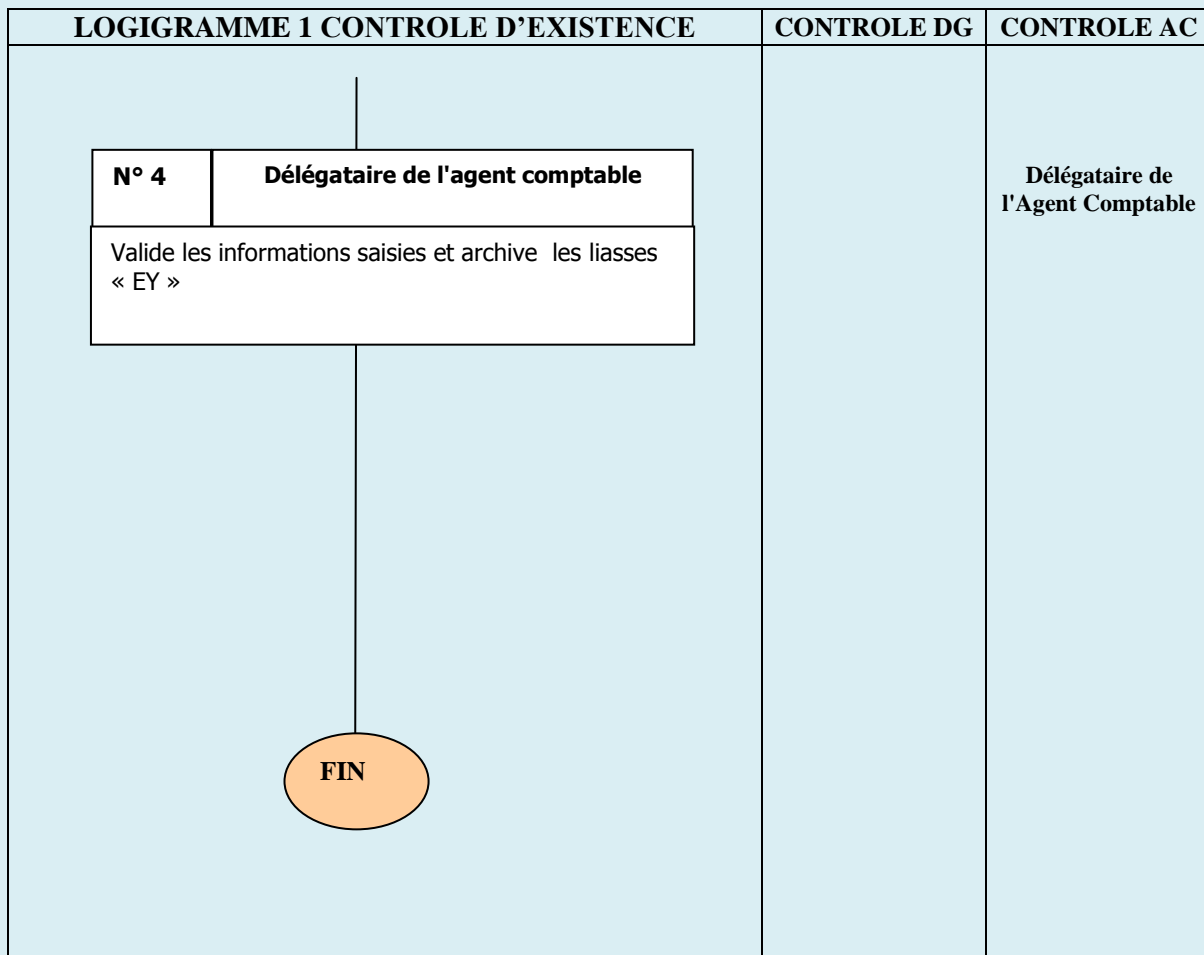 LOGIGRAMME 1 CONTROLE D’EXISTENCE
CONTROLE DG
CONTROLE AC
N° 4
Délégataire de l'agent comptable
Valide les informations saisies et archive les liasses
« EY »
Délégataire de
l'Agent Comptable
FIN